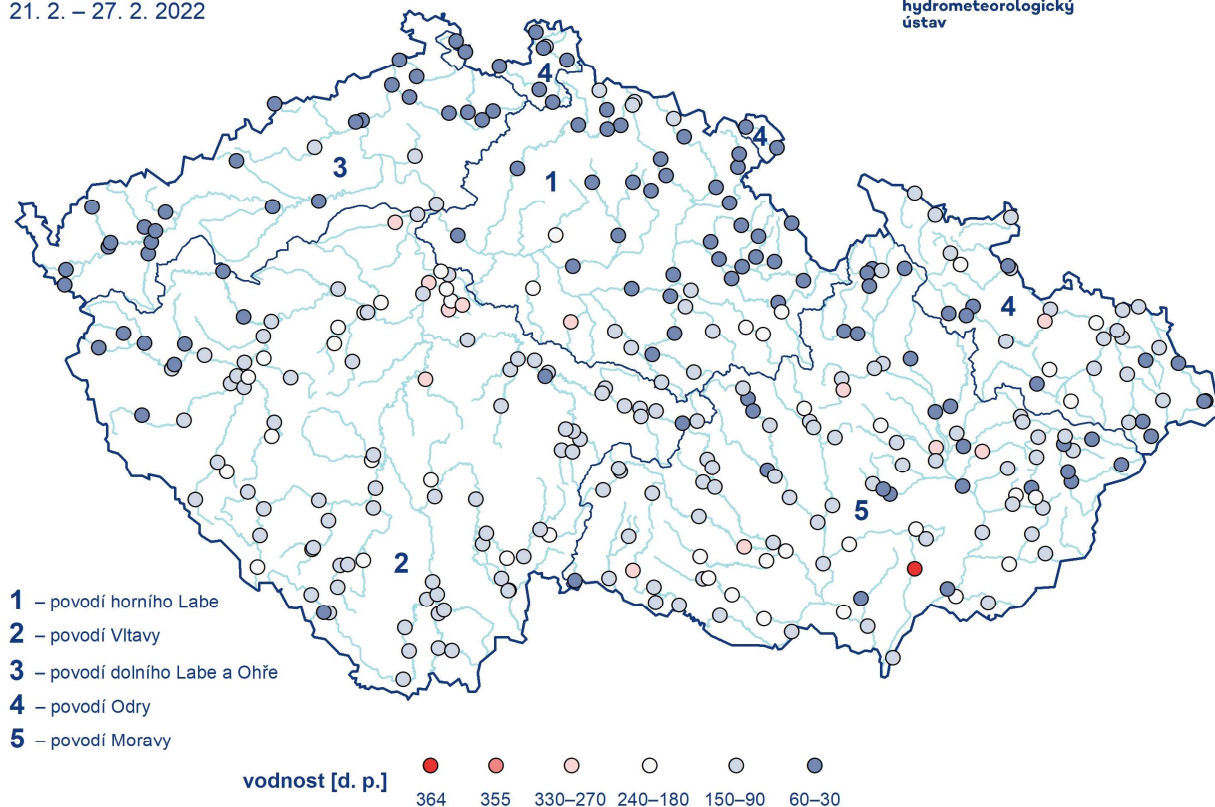 21. 2. – 27. 2. 2022
hydrometeorologický
ústav
4
4
3
1
4
5
2
1 – povodí horního Labe
2 – povodí Vltavy
3 – povodí dolního Labe a Ohře
4 – povodí Odry
5 – povodí Moravy
vodnost [d. p.]
364 355 330–270 240–180 150–90 60–30